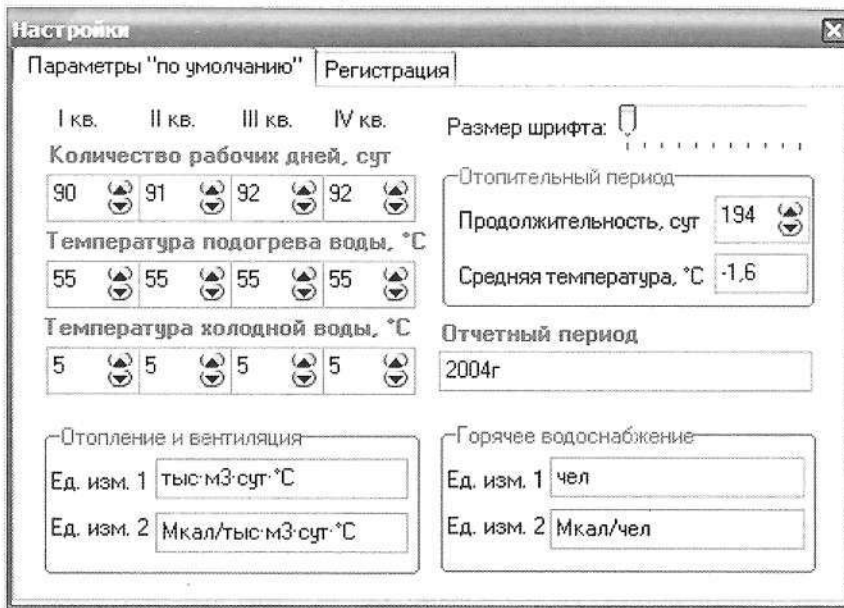 Настройки
Параметры "по умолчанию" Регистрация
I кв. II кв. III кв. IV кв.
Количество рабочих дней, сут
90 91 92 92
Температура подогрева воды, °C
55 55 55 55
Температура холодной воды, °C
5 5 5 5
Размер шрифта:
Отопительный период
Продолжительность, сут 194
Средняя температура, °C -1,6
Отчетный период
2004г
Отопление и вентиляция
Ед. изм. 1 тыс·м3·сут·°C
Ед. изм. 2 Мкал/тыс·м3·сут·°C
Горячее водоснабжение
Ед. изм. 1 чел
Ед. изм. 2 Мкал/чел